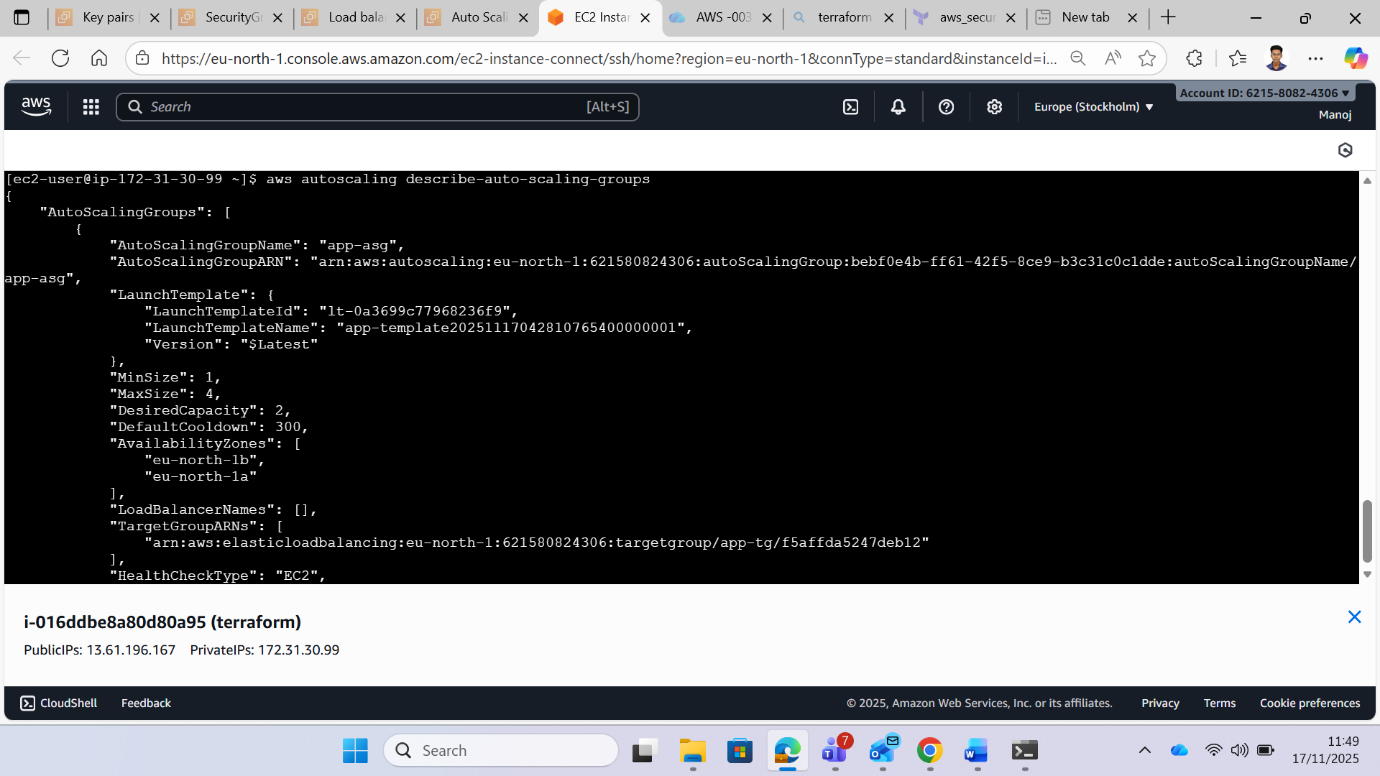 Key pairs
SecurityGr
Load bala
Auto Scali
EC2 Instan
AWS -003
terraform
aws_secur
New tab
https://eu-north-1.console.aws.amazon.com/ec2-instance-connect/ssh/home?region=eu-north-1&connType=standard&instanceId=i...
aws
Search
[Alt+S]
Europe (Stockholm)
Account ID: 6215-8082-4306
Manoj
[ec2-user@ip-172-31-30-99 ~]$ aws autoscaling describe-auto-scaling-groups
{
"AutoScalingGroups": [
{
"AutoScalingGroupName": "app-asg",
"AutoScalingGroupARN": "arn:aws:autoscaling:eu-north-1:621580824306:autoScalingGroup:bebf0e4b-ff61-42f5-8ce9-b3c31c0c1dde:autoScalingGroupName/
app-asg",
"LaunchTemplate": {
"LaunchTemplateId": "lt-0a3699c77968236f9",
"LaunchTemplateName": "app-template20251117042810765400000001",
"Version": "$Latest"
},
"MinSize": 1,
"MaxSize": 4,
"DesiredCapacity": 2,
"DefaultCooldown": 300,
"AvailabilityZones": [
"eu-north-1b",
"eu-north-1a"
],
"LoadBalancerNames": [],
"TargetGroupARNs": [
"arn:aws:elasticloadbalancing:eu-north-1:621580824306:targetgroup/app-tg/f5affda5247deb12"
],
"HealthCheckType": "EC2",
i-016ddbe8a80d80a95 (terraform)
PublicIPs: 13.61.196.167 PrivateIPs: 172.31.30.99
CloudShell
Feedback
© 2025, Amazon Web Services, Inc. or its affiliates.
Privacy
Terms
Cookie preferences
Search
7
11:49
17/11/2025